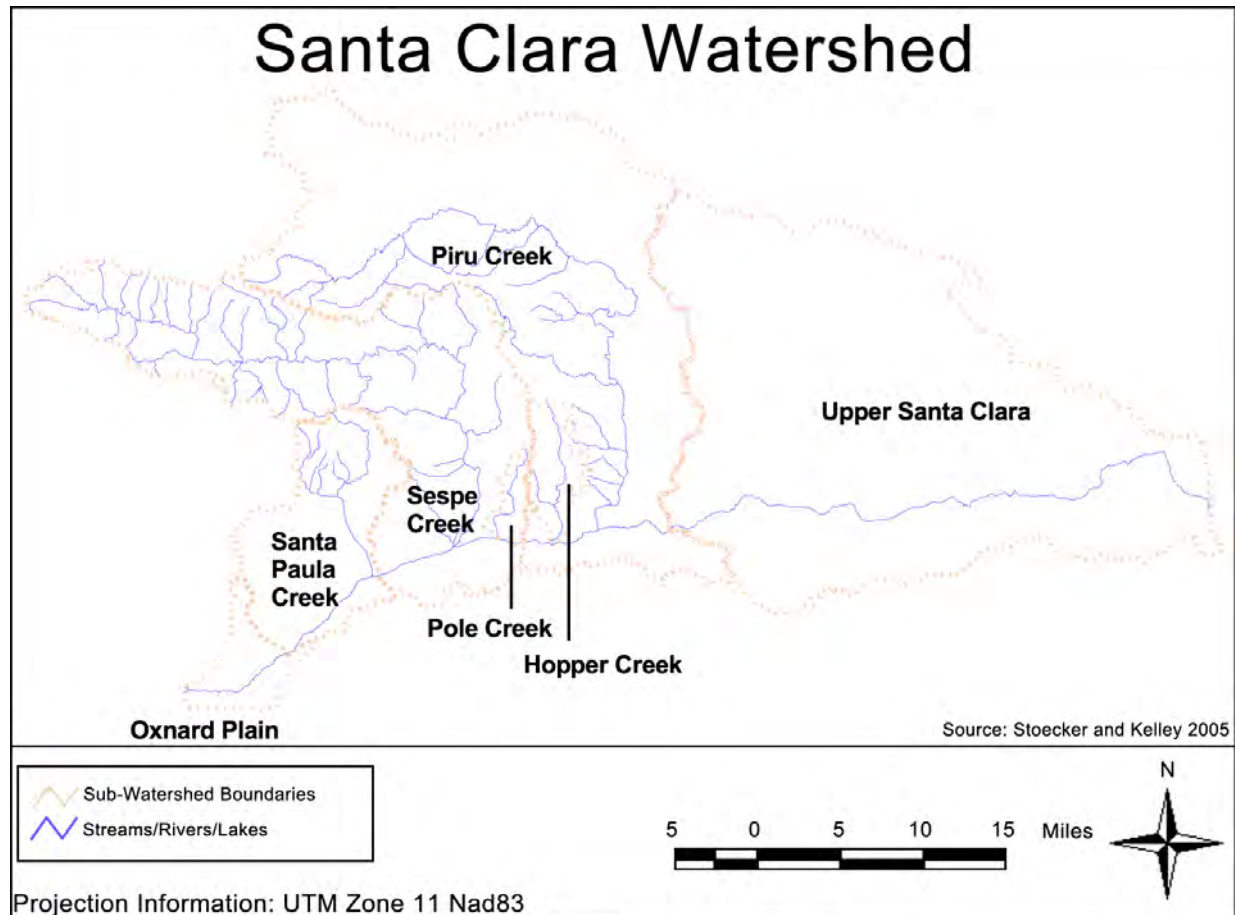 Santa Clara Watershed
Piru Creek
Upper Santa Clara
Sespe
Creek
Santa
Paula
Creek
Pole Creek
Hopper Creek
Oxnard Plain
Source: Stoecker and Kelley 2005
Sub-Watershed Boundaries
Streams/Rivers/Lakes
5 0 5 10 15 Miles
N
Projection Information: UTM Zone 11 Nad83